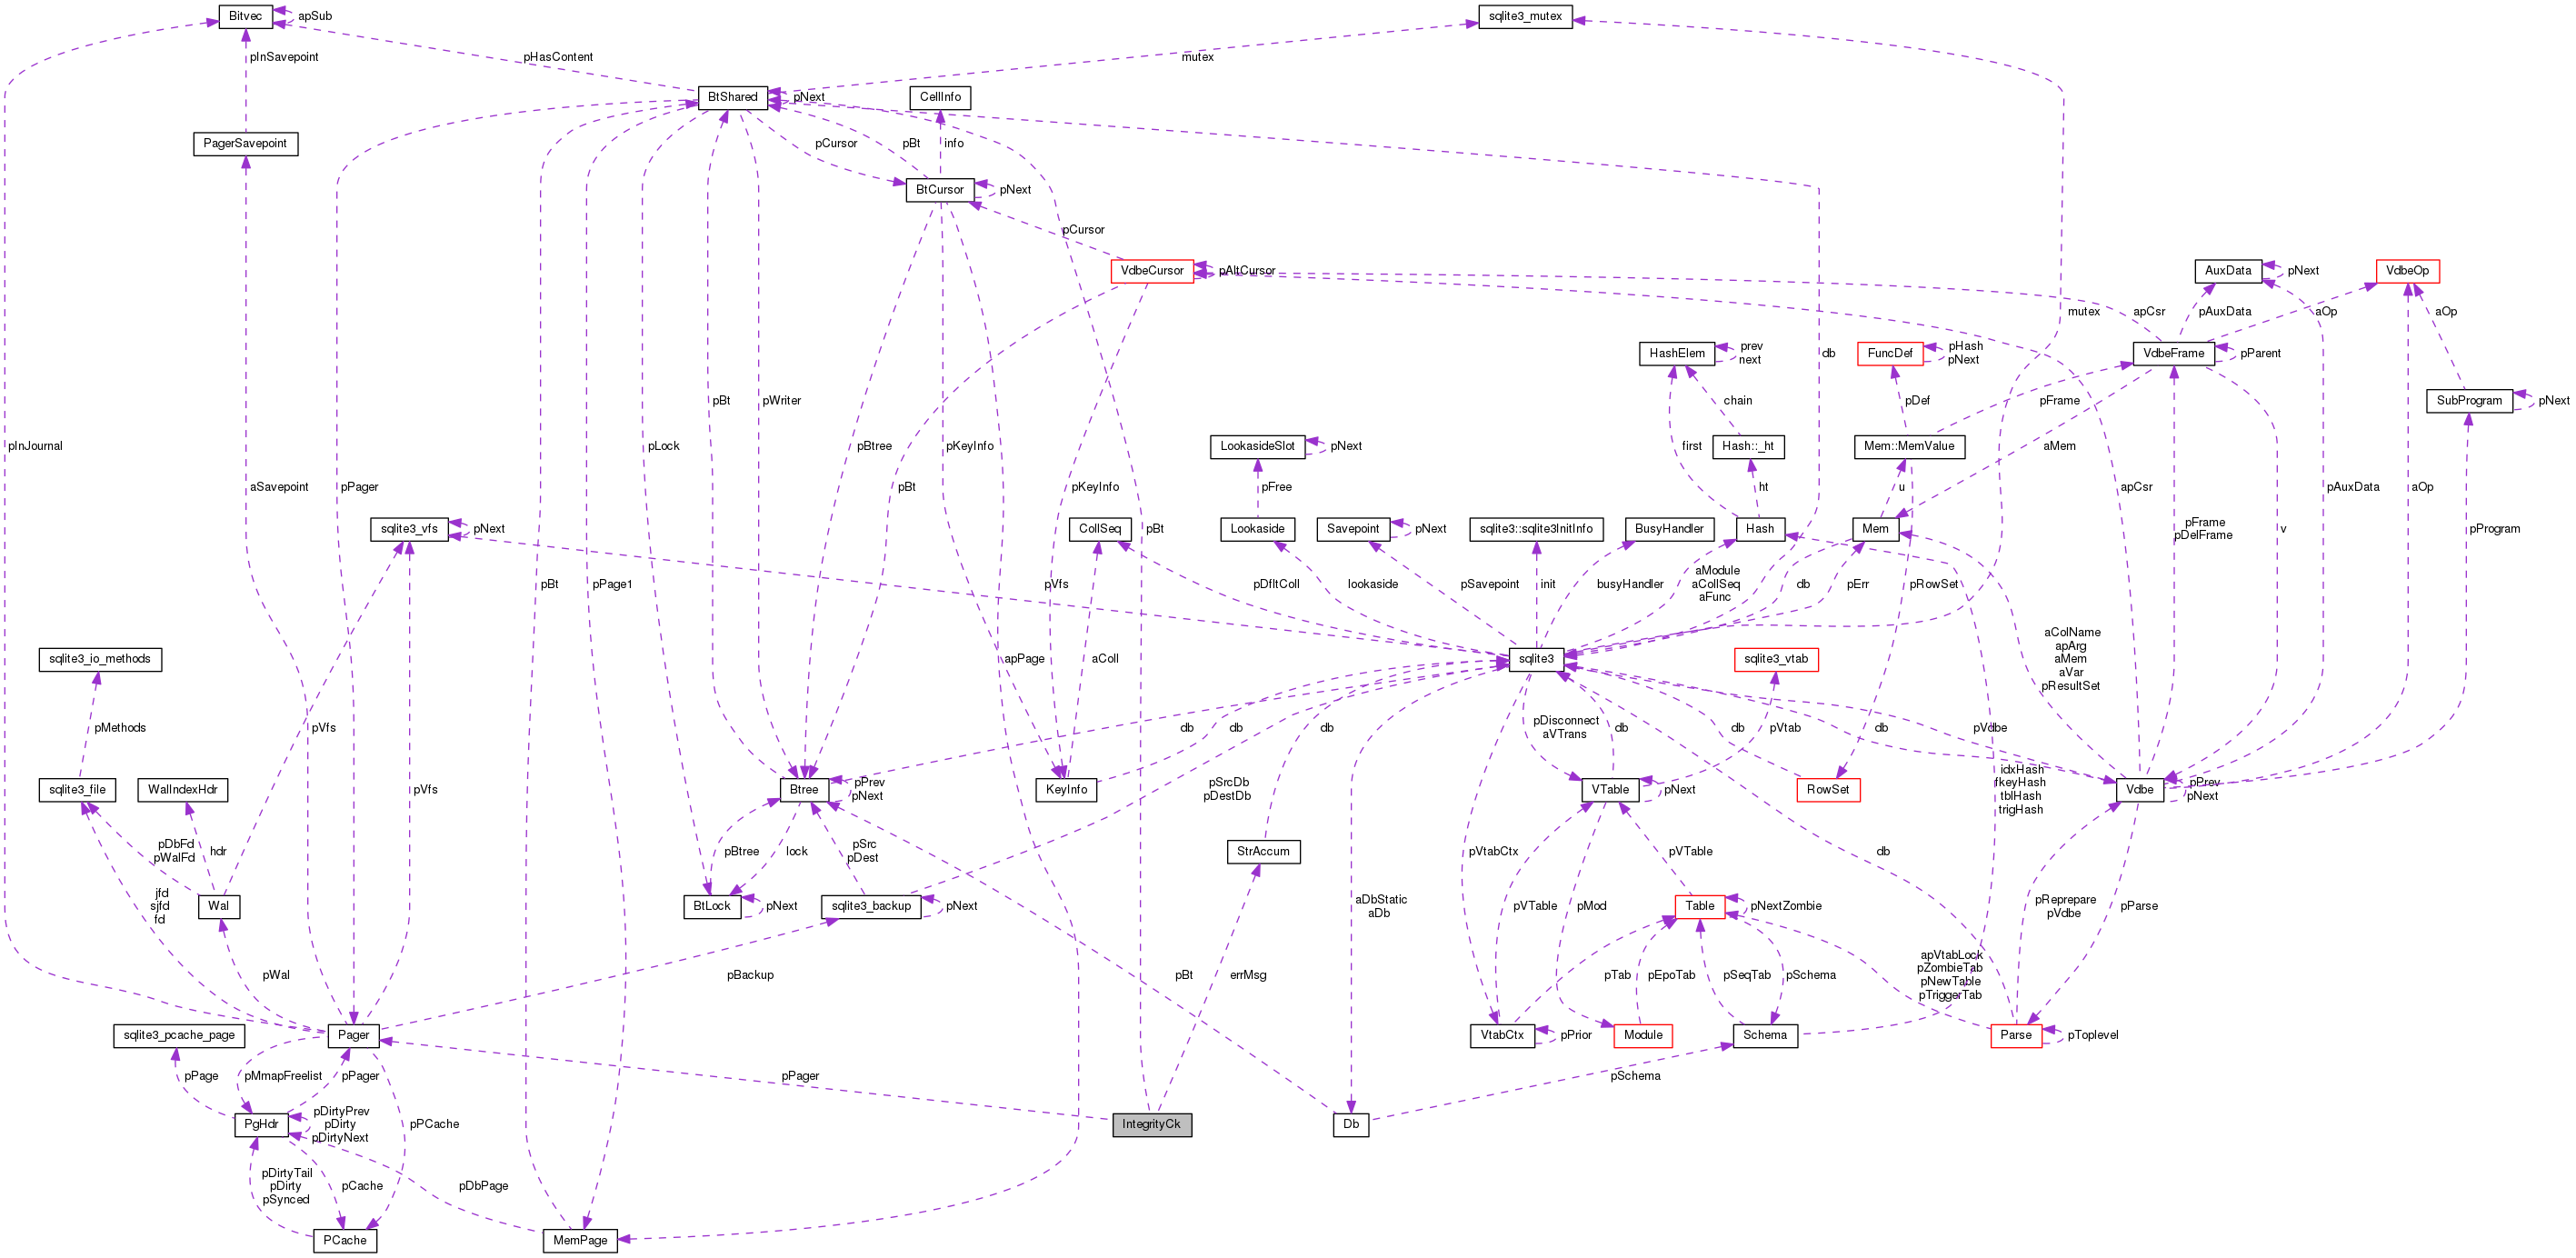 Bitvec
apSub
sqlite3_mutex
pInSavepoint
pHasContent
mutex
BtShared
pNext
CellInfo
PagerSavepoint
pCursor
pBt
info
db
BtCursor
pNext
pCursor
VdbeCursor
pAltCursor
AuxData
pNext
VdbeOp
apCsr
pAuxData
aOp
aOp
mutex
HashElem
prev
next
FuncDef
pHash
pNext
VdbeFrame
pParent
pBt
pWriter
chain
pDef
pFrame
SubProgram
pNext
pInJournal
pLock
pBtree
pKeyInfo
first
LookasideSlot
pNext
Hash::_ht
Mem::MemValue
aMem
aSavepoint
pPager
pBt
pKeyInfo
pFree
ht
u
apCsr
pAuxData
aOp
sqlite3_vfs
pNext
pBt
CollSeq
Lookaside
Savepoint
pNext
sqlite3::sqlite3InitInfo
BusyHandler
Hash
Mem
pFrame
pDelFrame
v
pProgram
pBt
pPage1
pVfs
pDfltColl
lookaside
pSavepoint
init
busyHandler
aModule
aCollSeq
aFunc
pErr
db
pRowSet
sqlite3_io_methods
apPage
aColl
sqlite3
sqlite3_vtab
aColName
apArg
aMem
aVar
pResultSet
pMethods
pVfs
db
db
db
pDisconnect
aVTrans
db
db
pVtab
db
pVdbe
sqlite3_file
WalIndexHdr
pVfs
Btree
pPrev
pNext
KeyInfo
pSrcDb
pDestDb
VTable
pNext
RowSet
idxHash
fkeyHash
tblHash
trigHash
Vdbe
pPrev
pNext
pDbFd
pWalFd
hdr
pBtree
lock
pSrc
pDest
StrAccum
pVtabCtx
pVTable
db
jfd
sjfd
fd
Wal
BtLock
pNext
sqlite3_backup
pNext
aDbStatic
aDb
pVTable
pMod
Table
pNextZombie
pReprepare
pVdbe
pParse
pWal
pBackup
errMsg
pBt
pTab
pEpoTab
pSeqTab
pSchema
apVtabLock
pZombieTab
pNewTable
pTriggerTab
sqlite3_pcache_page
Pager
VtabCtx
pPrior
Module
Schema
Parse
pToplevel
pPage
pMmapFreelist
pPager
pPager
pSchema
PgHdr
pDirtyPrev
pDirty
pDirtyNext
pPCache
IntegrityCk
Db
pDirtyTail
pDirty
pSynced
pCache
pDbPage
PCache
MemPage